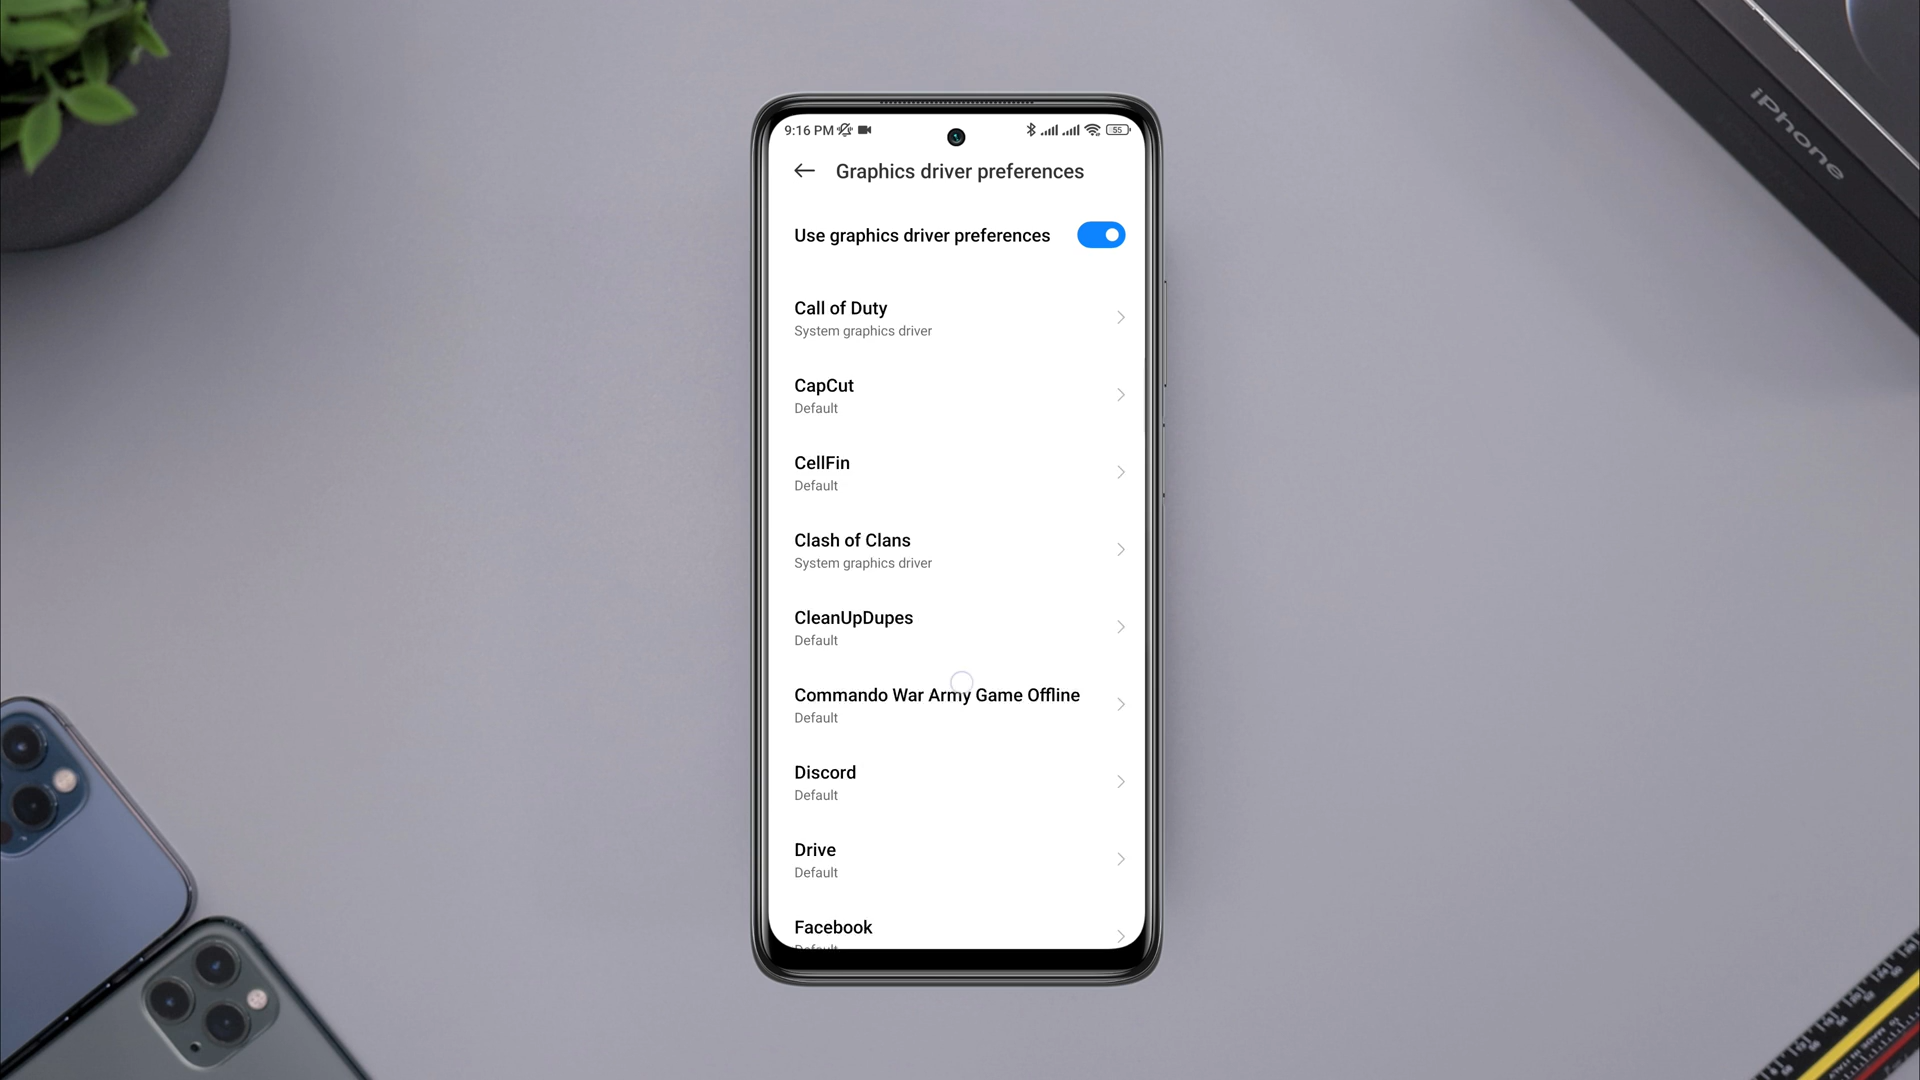 9:16 PM
55
Graphics driver preferences
Use graphics driver preferences
Call of Duty
System graphics driver
CapCut
Default
CellFin
Default
Clash of Clans
System graphics driver
CleanUpDupes
Default
Commando War Army Game Offline
Default
Discord
Default
Drive
Default
Facebook
Default
iPhone